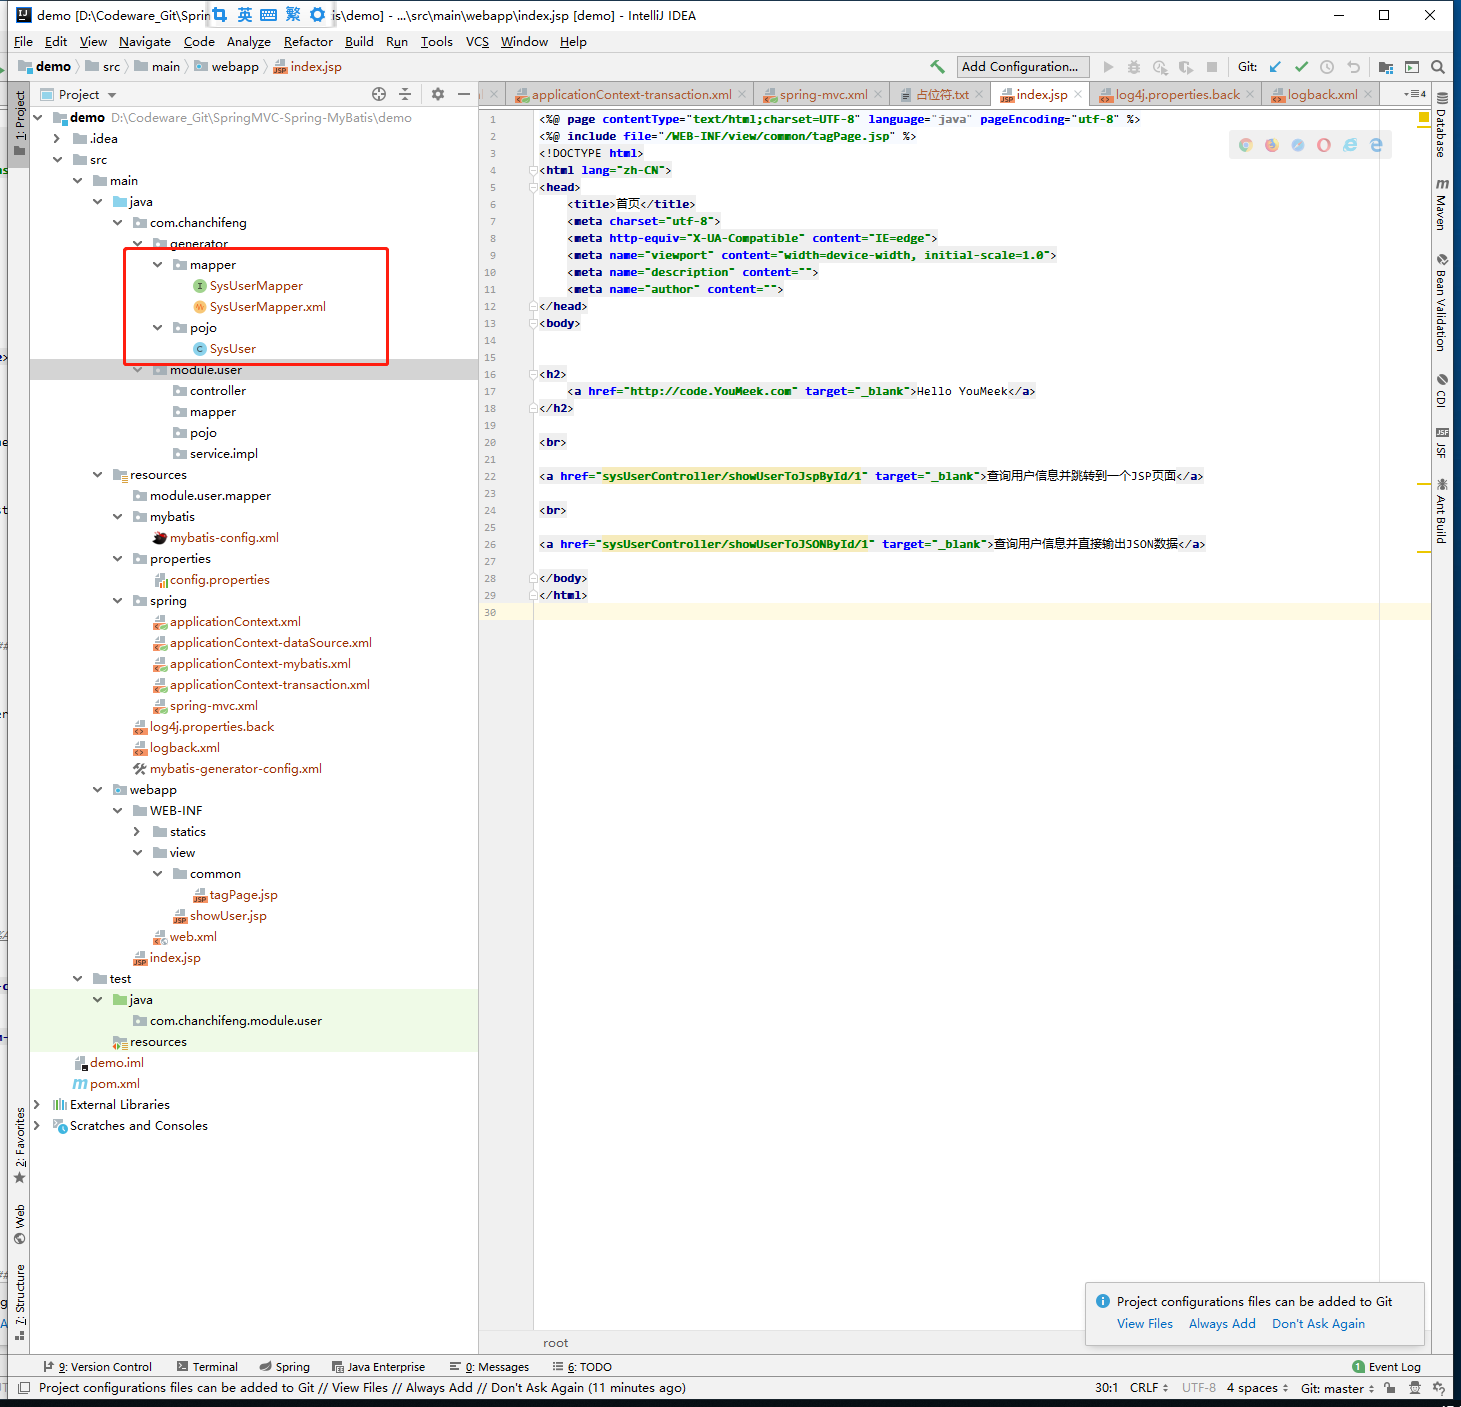 demo [D:\Codeware_Git\Sprin 英 繁 is\demo] - ...\src\main\webapp\index.jsp [demo] - IntelliJ IDEA
File Edit View Navigate Code Analyze Refactor Build Run Tools VCS Window Help
demo src main webapp index.jsp Add Configuration... Git:
Project
applicationContext-transaction.xml spring-mvc.xml 占位符.txt index.jsp log4j.properties.back logback.xml 4
1: Project
2: Favorites
Web
7: Structure
demo D:\Codeware_Git\SpringMVC-Spring-MyBatis\demo
.idea
src
main
java
com.chanchifeng
generator
mapper
SysUserMapper
SysUserMapper.xml
pojo
SysUser
module.user
controller
mapper
pojo
service.impl
resources
module.user.mapper
mybatis
mybatis-config.xml
properties
config.properties
spring
applicationContext.xml
applicationContext-dataSource.xml
applicationContext-mybatis.xml
applicationContext-transaction.xml
spring-mvc.xml
log4j.properties.back
logback.xml
mybatis-generator-config.xml
webapp
WEB-INF
statics
view
common
tagPage.jsp
showUser.jsp
web.xml
index.jsp
test
java
com.chanchifeng.module.user
resources
demo.iml
pom.xml
External Libraries
Scratches and Consoles
1 <%@ page contentType="text/html;charset=UTF-8" language="java" pageEncoding="utf-8" %>
2 <%@ include file="/WEB-INF/view/common/tagPage.jsp" %>
3 <!DOCTYPE html>
4 <html lang="zh-CN">
5 <head>
6 <title>首页</title>
7 <meta charset="utf-8">
8 <meta http-equiv="X-UA-Compatible" content="IE=edge">
9 <meta name="viewport" content="width=device-width, initial-scale=1.0">
10 <meta name="description" content="">
11 <meta name="author" content="">
12 </head>
13 <body>
14
15
16 <h2>
17 <a href="http://code.YouMeek.com" target="_blank">Hello YouMeek</a>
18 </h2>
19
20 <br>
21
22 <a href="sysUserController/showUserToJspById/1" target="_blank">查询用户信息并跳转到一个JSP页面</a>
23
24 <br>
25
26 <a href="sysUserController/showUserToJSONById/1" target="_blank">查询用户信息并直接输出JSON数据</a>
27
28 </body>
29 </html>
30
root
Database
Maven
Bean Validation
CDI
JSF
Ant Build
Project configurations files can be added to Git
View Files Always Add Don't Ask Again
9: Version Control Terminal Spring Java Enterprise 0: Messages 6: TODO 1 Event Log
Project configurations files can be added to Git // View Files // Always Add // Don't Ask Again (11 minutes ago) 30:1 CRLF UTF-8 4 spaces Git: master